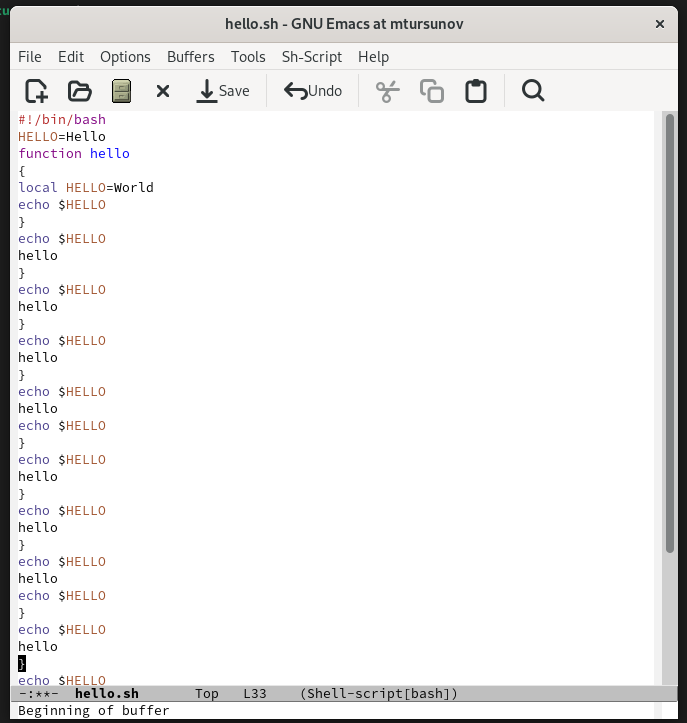 hello.sh - GNU Emacs at mtursunov ×
File Edit Options Buffers Tools Sh-Script Help
Save Undo
#!/bin/bash
HELLO=Hello
function hello
{
local HELLO=World
echo $HELLO
}
echo $HELLO
hello
}
echo $HELLO
hello
}
echo $HELLO
hello
}
echo $HELLO
hello
echo $HELLO
}
echo $HELLO
hello
}
echo $HELLO
hello
}
echo $HELLO
hello
echo $HELLO
}
echo $HELLO
hello
}
echo $HELLO
-:**- hello.sh Top L33 (Shell-script[bash])
Beginning of buffer